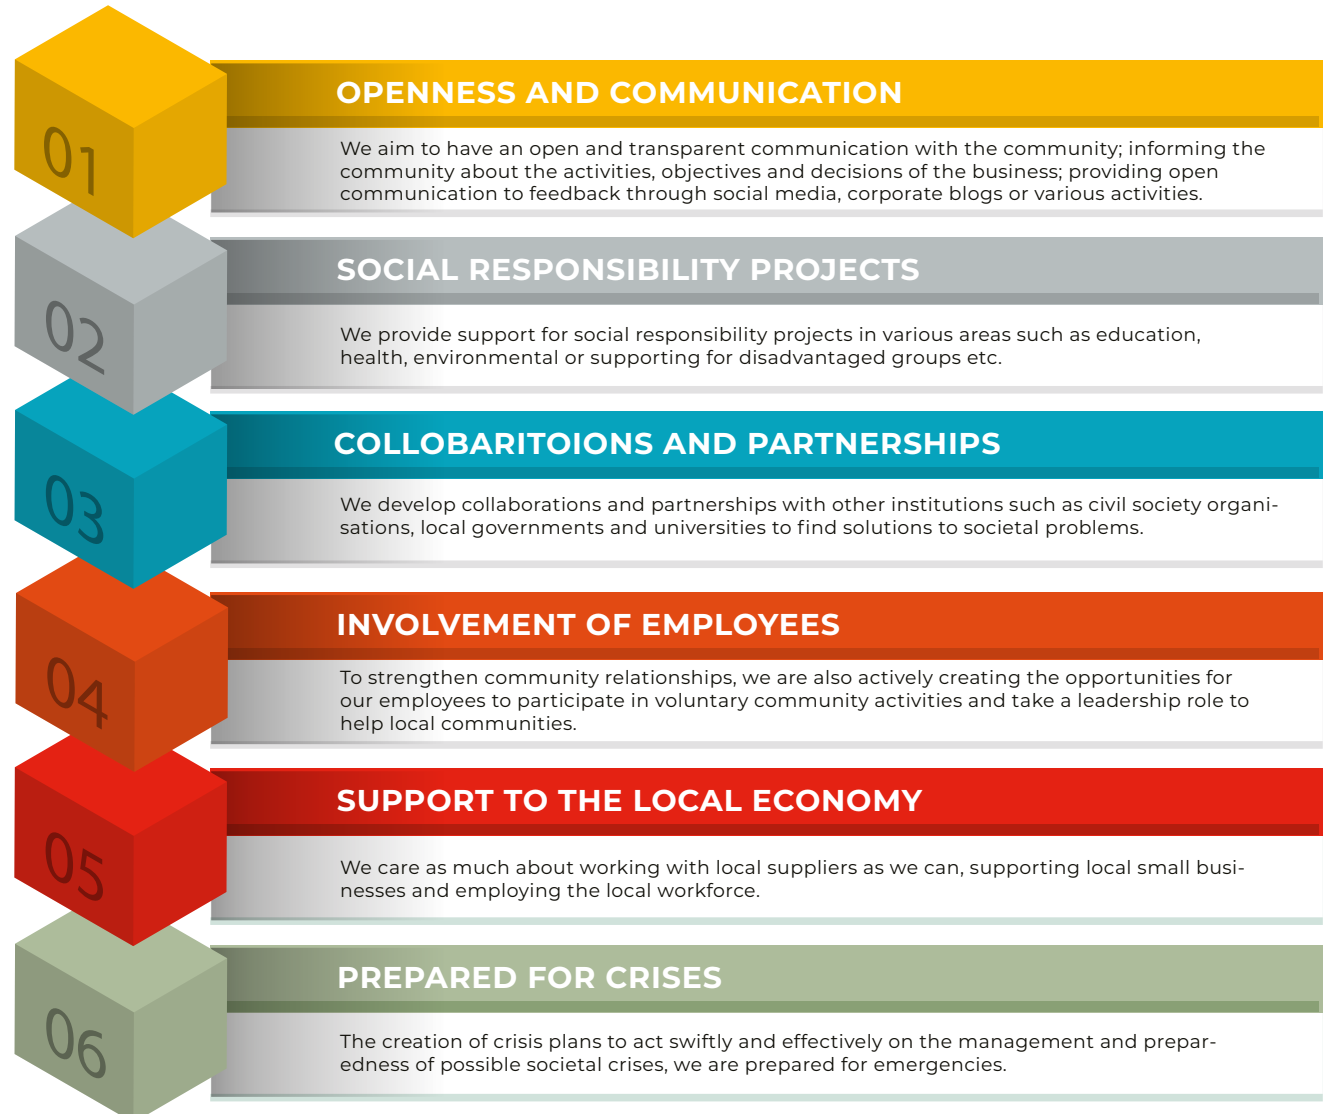 01
OPENNESS AND COMMUNICATION
We aim to have an open and transparent communication with the community; informing the
community about the activities, objectives and decisions of the business; providing open
communication to feedback through social media, corporate blogs or various activities.
02
SOCIAL RESPONSIBILITY PROJECTS
We provide support for social responsibility projects in various areas such as education,
health, environmental or supporting for disadvantaged groups etc.
03
COLLOBARITOIONS AND PARTNERSHIPS
We develop collaborations and partnerships with other institutions such as civil society organi-
sations, local governments and universities to find solutions to societal problems.
04
INVOLVEMENT OF EMPLOYEES
To strengthen community relationships, we are also actively creating the opportunities for
our employees to participate in voluntary community activities and take a leadership role to
help local communities.
05
SUPPORT TO THE LOCAL ECONOMY
We care as much about working with local suppliers as we can, supporting local small busi-
nesses and employing the local workforce.
06
PREPARED FOR CRISES
The creation of crisis plans to act swiftly and effectively on the management and prepar-
edness of possible societal crises, we are prepared for emergencies.